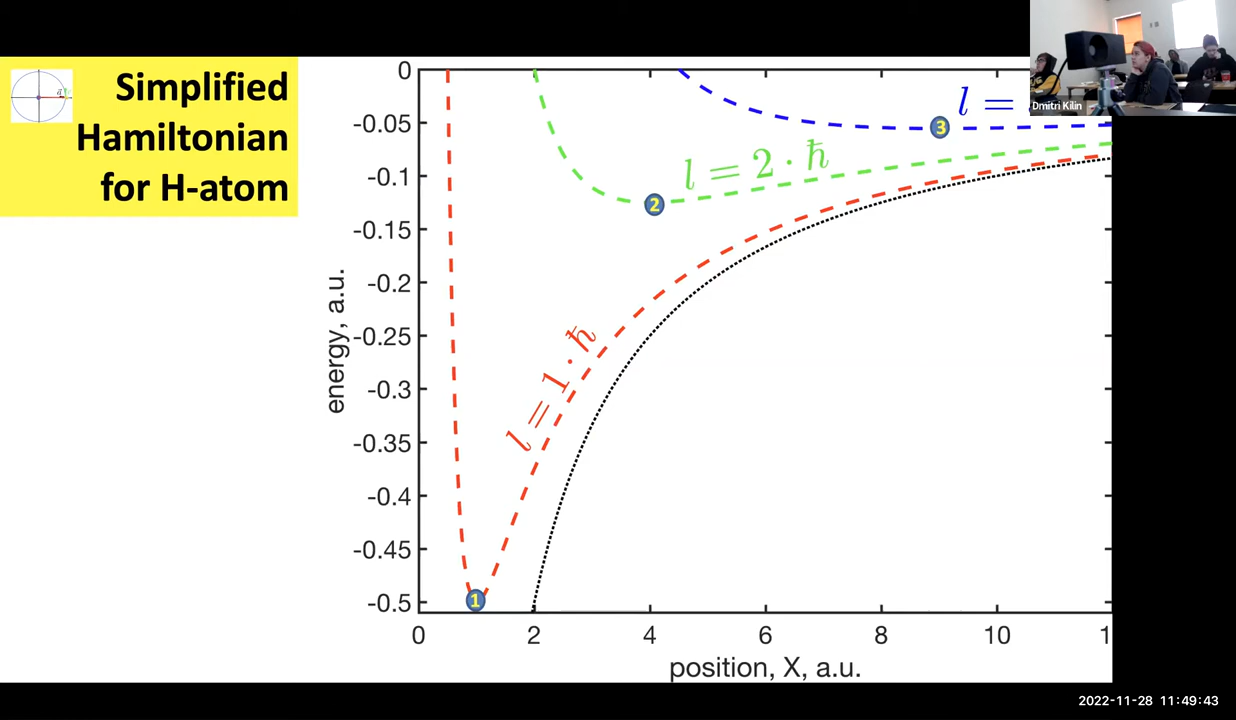 Simplified
Hamiltonian
for H-atom
0
-0.05
-0.1
-0.15
-0.2
-0.25
-0.3
-0.35
-0.4
-0.45
-0.5
energy, a.u.
l =
3
l = 2 · ħ
2
l = 1 · ħ
1
0 2 4 6 8 10 1
position, X, a.u.
Dmitri Kilin
2022-11-28 11:49:43